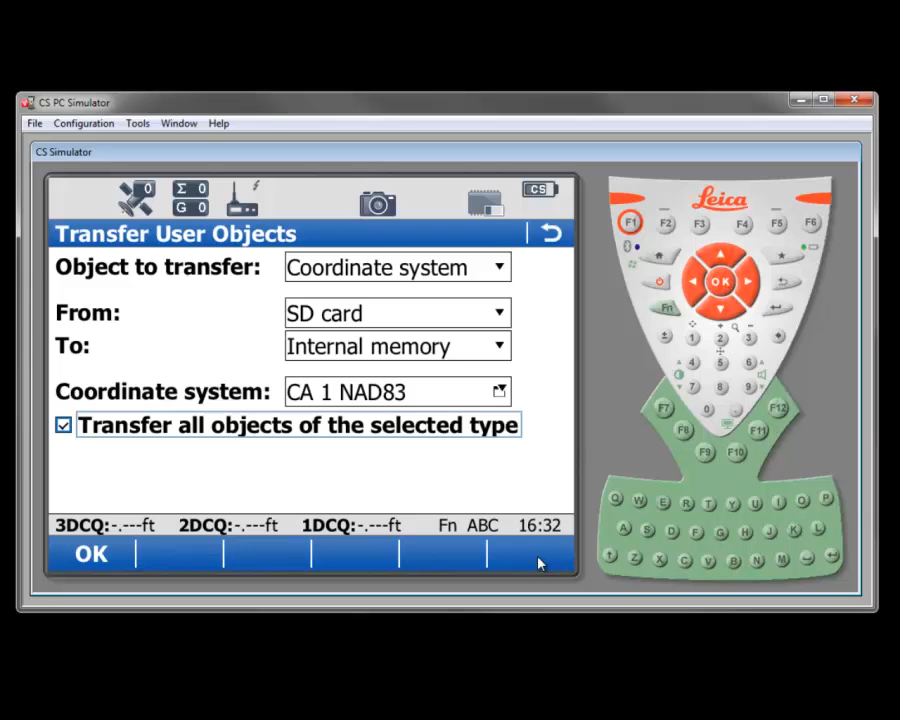 CS PC Simulator
File Configuration Tools Window Help
CS Simulator
0 Σ 0 CS
G 0
Transfer User Objects
Object to transfer: Coordinate system
From: SD card
To: Internal memory
Coordinate system: CA 1 NAD83
Transfer all objects of the selected type
3DCQ:-.---ft 2DCQ:-.---ft 1DCQ:-.---ft Fn ABC 16:32
OK
Leica
F1 F2 F3 F4 F5 F6
OK
Fn
1 2 3
4 5 6
7 8 9
0 .
F7 F12
F8 F11
F9 F10
Q W E R T Y U I O P
A S D F G H J K L
Z X C V B N M